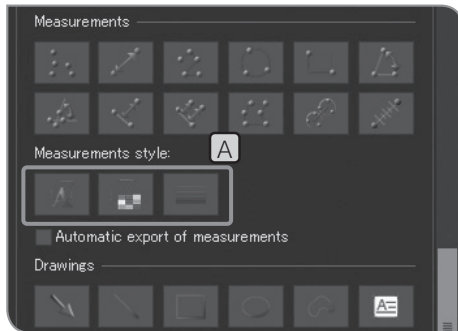 Measurements
Measurements style:
A
Automatic export of measurements
Drawings